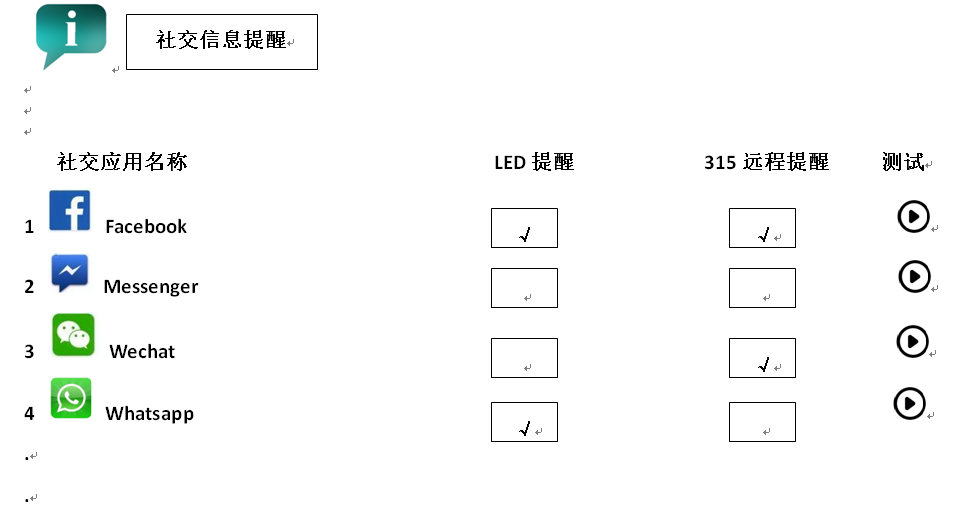 社交信息提醒
社交应用名称 LED 提醒 315 远程提醒 测试
1 Facebook √ √
2 Messenger
3 Wechat √
4 Whatsapp √
.
.